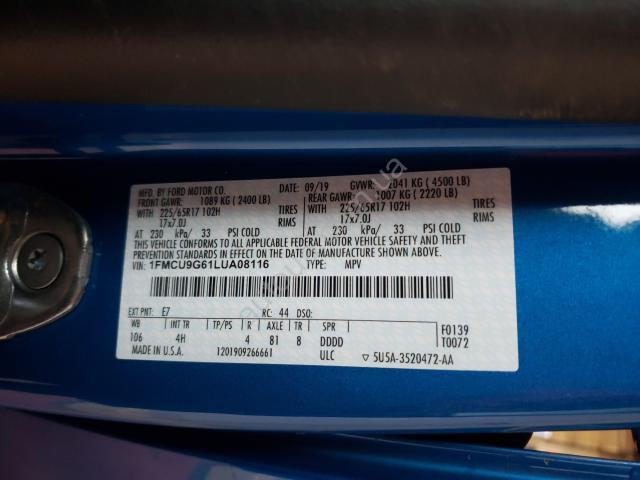 MFD. BY FORD MOTOR CO. 09/19 GVWR: 2041 KG ( 4500 LB)
FRONT GAWR: 1089 KG ( 2400 LB) REAR GAWR: 1007 KG ( 2220 LB)
WITH 225/65R17 102H TIRES WITH 225/65R17 102H TIRES
17x7.0J RIMS 17x7.0J RIMS
AT 230 kPa/ 33 PSI COLD AT 230 kPa/ 33 PSI COLD
THIS VEHICLE CONFORMS TO ALL APPLICABLE FEDERAL MOTOR VEHICLE SAFETY AND THEFT
PREVENTION STANDARDS IN EFFECT ON THE DATE OF MANUFACTURE SHOWN ABOVE.
VIN: 1FMCU9G61LUA08116 TYPE: MPV
EXT PNT: E7 RC: 44 DSO: F0139
WB INT TR TP/PS R AXLE TR SPR T0072
106 4H 4 81 8 DDDD
MADE IN U.S.A. 1201909266661 ULC ▽ 5U5A-3520472-AA